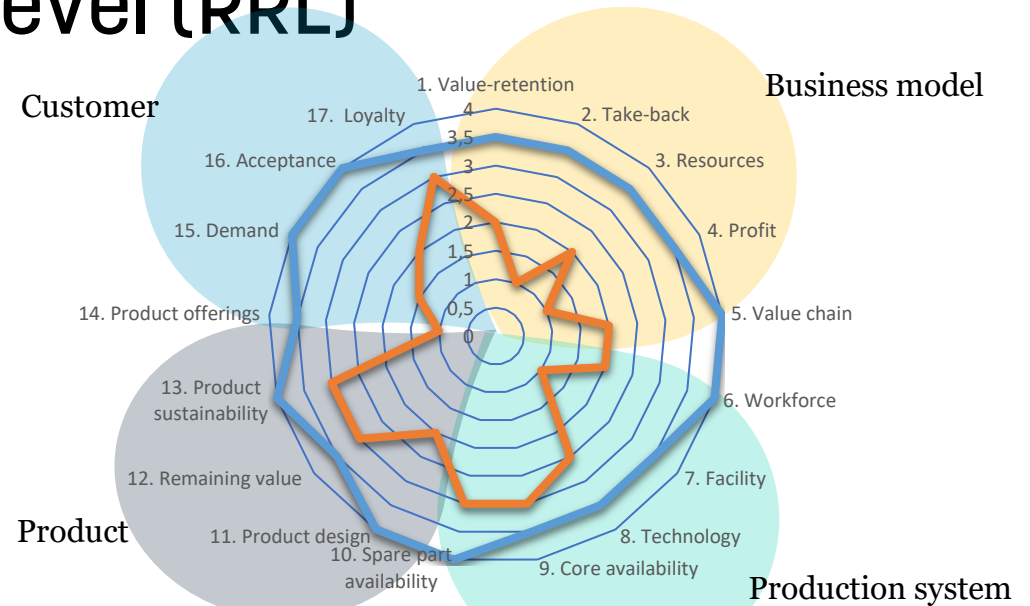 evel (RRL)
Customer
Business model
1. Value-retention
17. Loyalty
2. Take-back
16. Acceptance
3. Resources
15. Demand
4. Profit
14. Product offerings
5. Value chain
13. Product
sustainability
6. Workforce
12. Remaining value
7. Facility
11. Product design
8. Technology
10. Spare part
availability
9. Core availability
Product
Production system
4
3,5
3
2,5
2
1,5
1
0,5
0